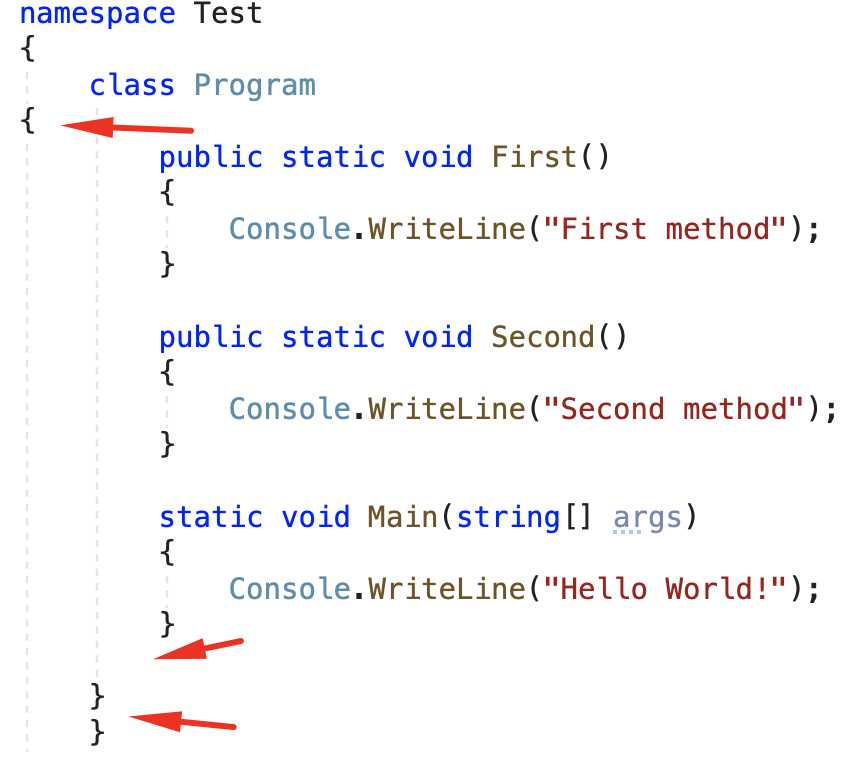 namespace Test
{
    class Program
{
        public static void First()
        {
            Console.WriteLine("First method");
        }

        public static void Second()
        {
            Console.WriteLine("Second method");
        }

        static void Main(string[] args)
        {
            Console.WriteLine("Hello World!");
        }

    }
    }